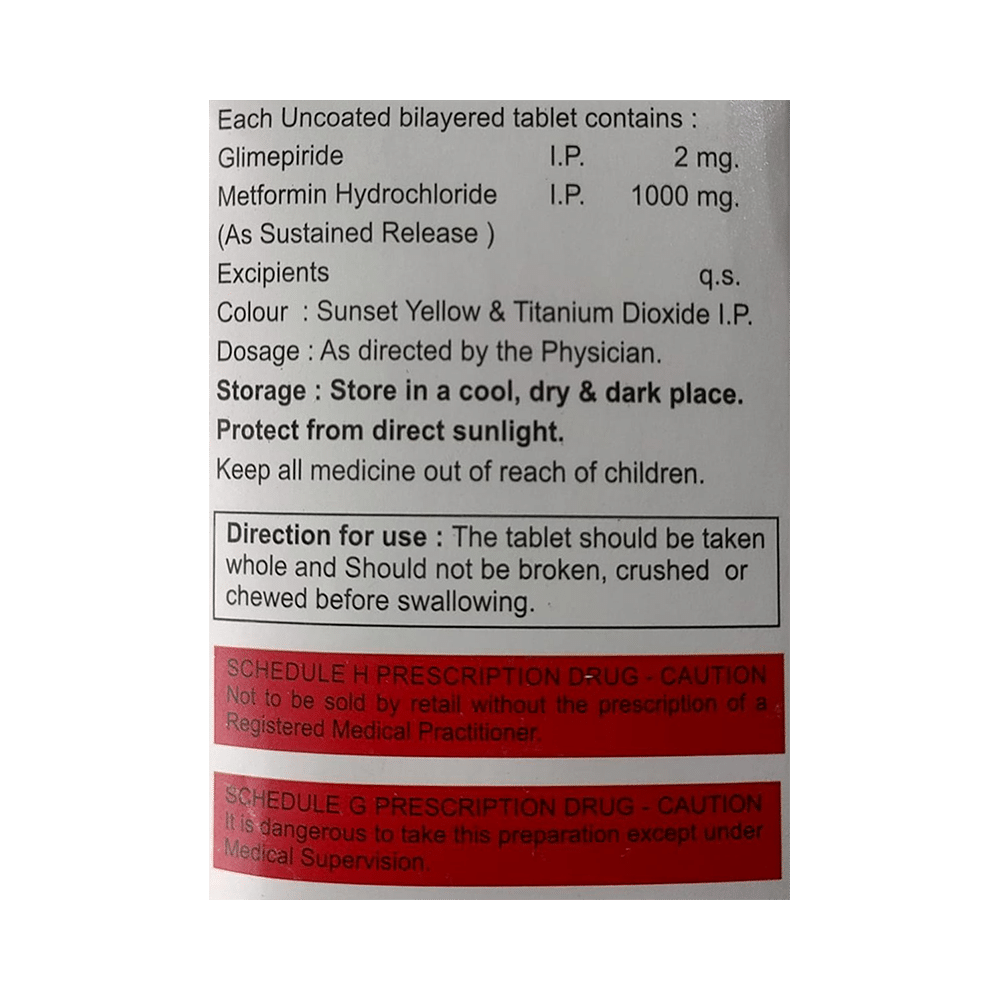 Each Uncoated bilayered tablet contains :
Glimepiride I.P. 2 mg.
Metformin Hydrochloride I.P. 1000 mg.
(As Sustained Release )
Excipients q.s.
Colour : Sunset Yellow & Titanium Dioxide I.P.
Dosage : As directed by the Physician.
Storage : Store in a cool, dry & dark place.
Protect from direct sunlight.
Keep all medicine out of reach of children.
Direction for use : The tablet should be taken
whole and Should not be broken, crushed or
chewed before swallowing.
SCHEDULE H PRESCRIPTION DRUG - CAUTION
Not to be sold by retail without the prescription of a
Registered Medical Practitioner.
SCHEDULE G PRESCRIPTION DRUG - CAUTION
It is dangerous to take this preparation except under
Medical Supervision.